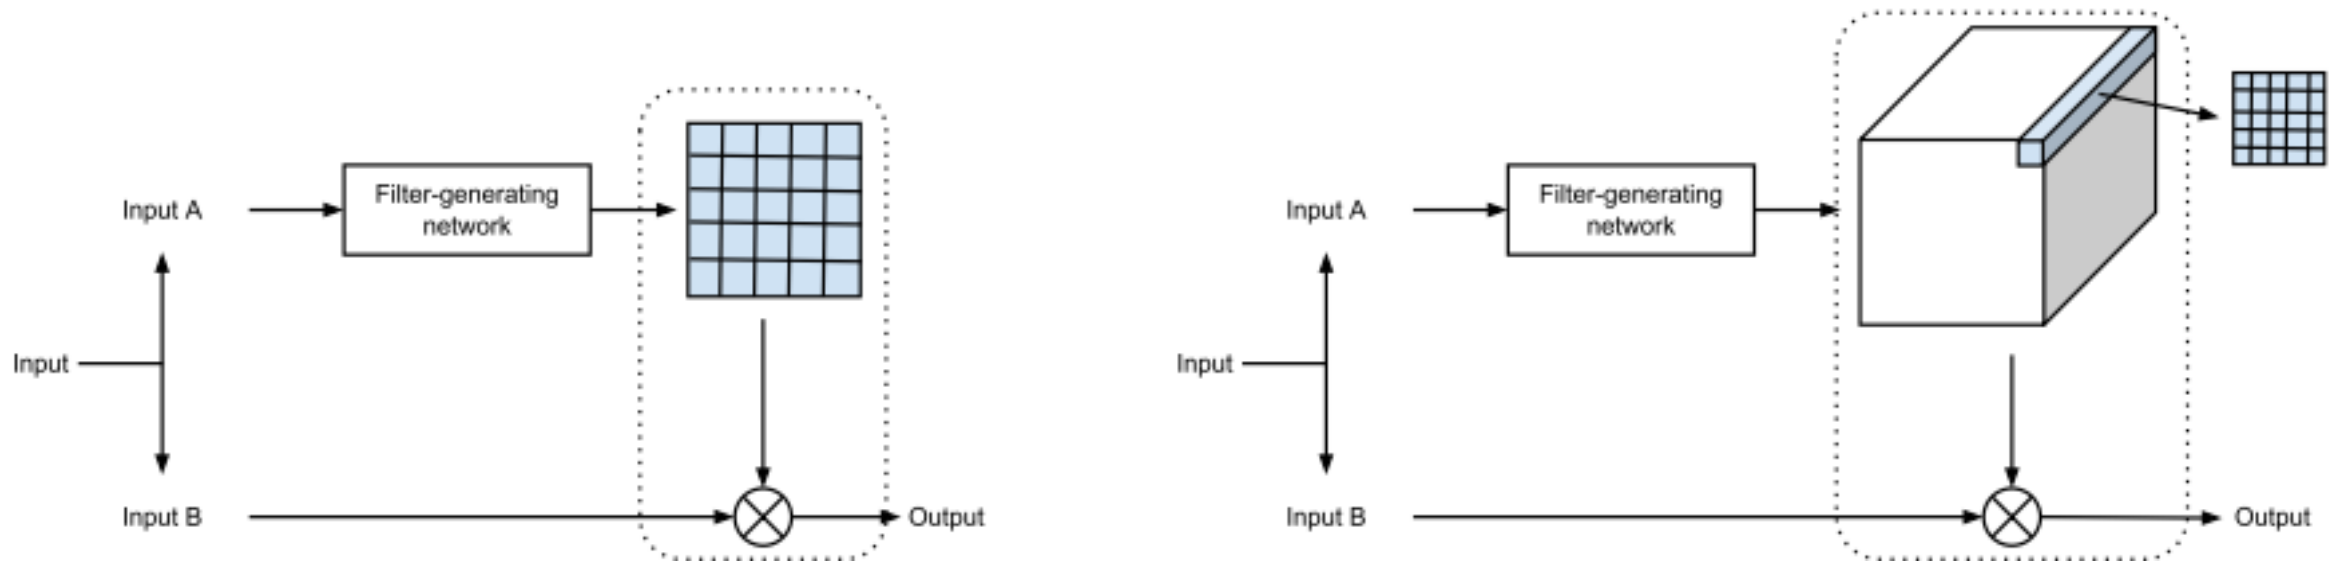 Input
Input A
Input B
Filter-generating
network
Output
Input
Input A
Input B
Filter-generating
network
Output